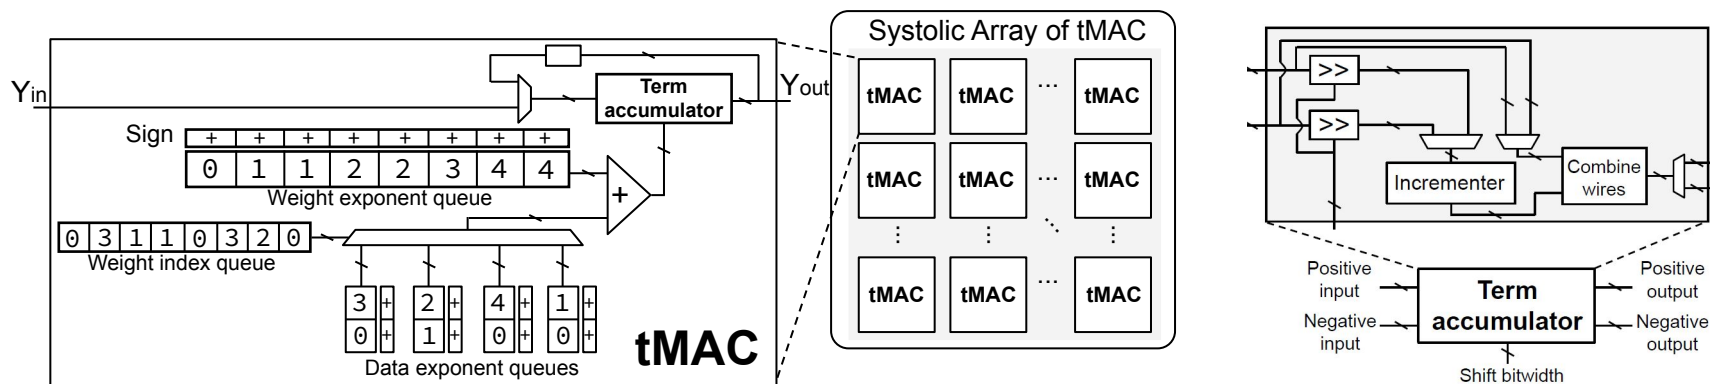 Systolic Array of tMAC
Yin
Term
accumulator
Yout
Sign
+ + + + + + + +
0 1 1 2 2 3 4 4
Weight exponent queue
+
0 3 1 1 0 3 2 0
Weight index queue
3 + 2 + 4 + 1 +
0 + 1 + 0 + 0 +
Data exponent queues
tMAC
tMAC tMAC ... tMAC
tMAC tMAC ... tMAC
tMAC tMAC ... tMAC
>>
>>
Incrementer
Combine
wires
Positive
input
Negative
input
Term
accumulator
Positive
output
Negative
output
Shift bitwidth